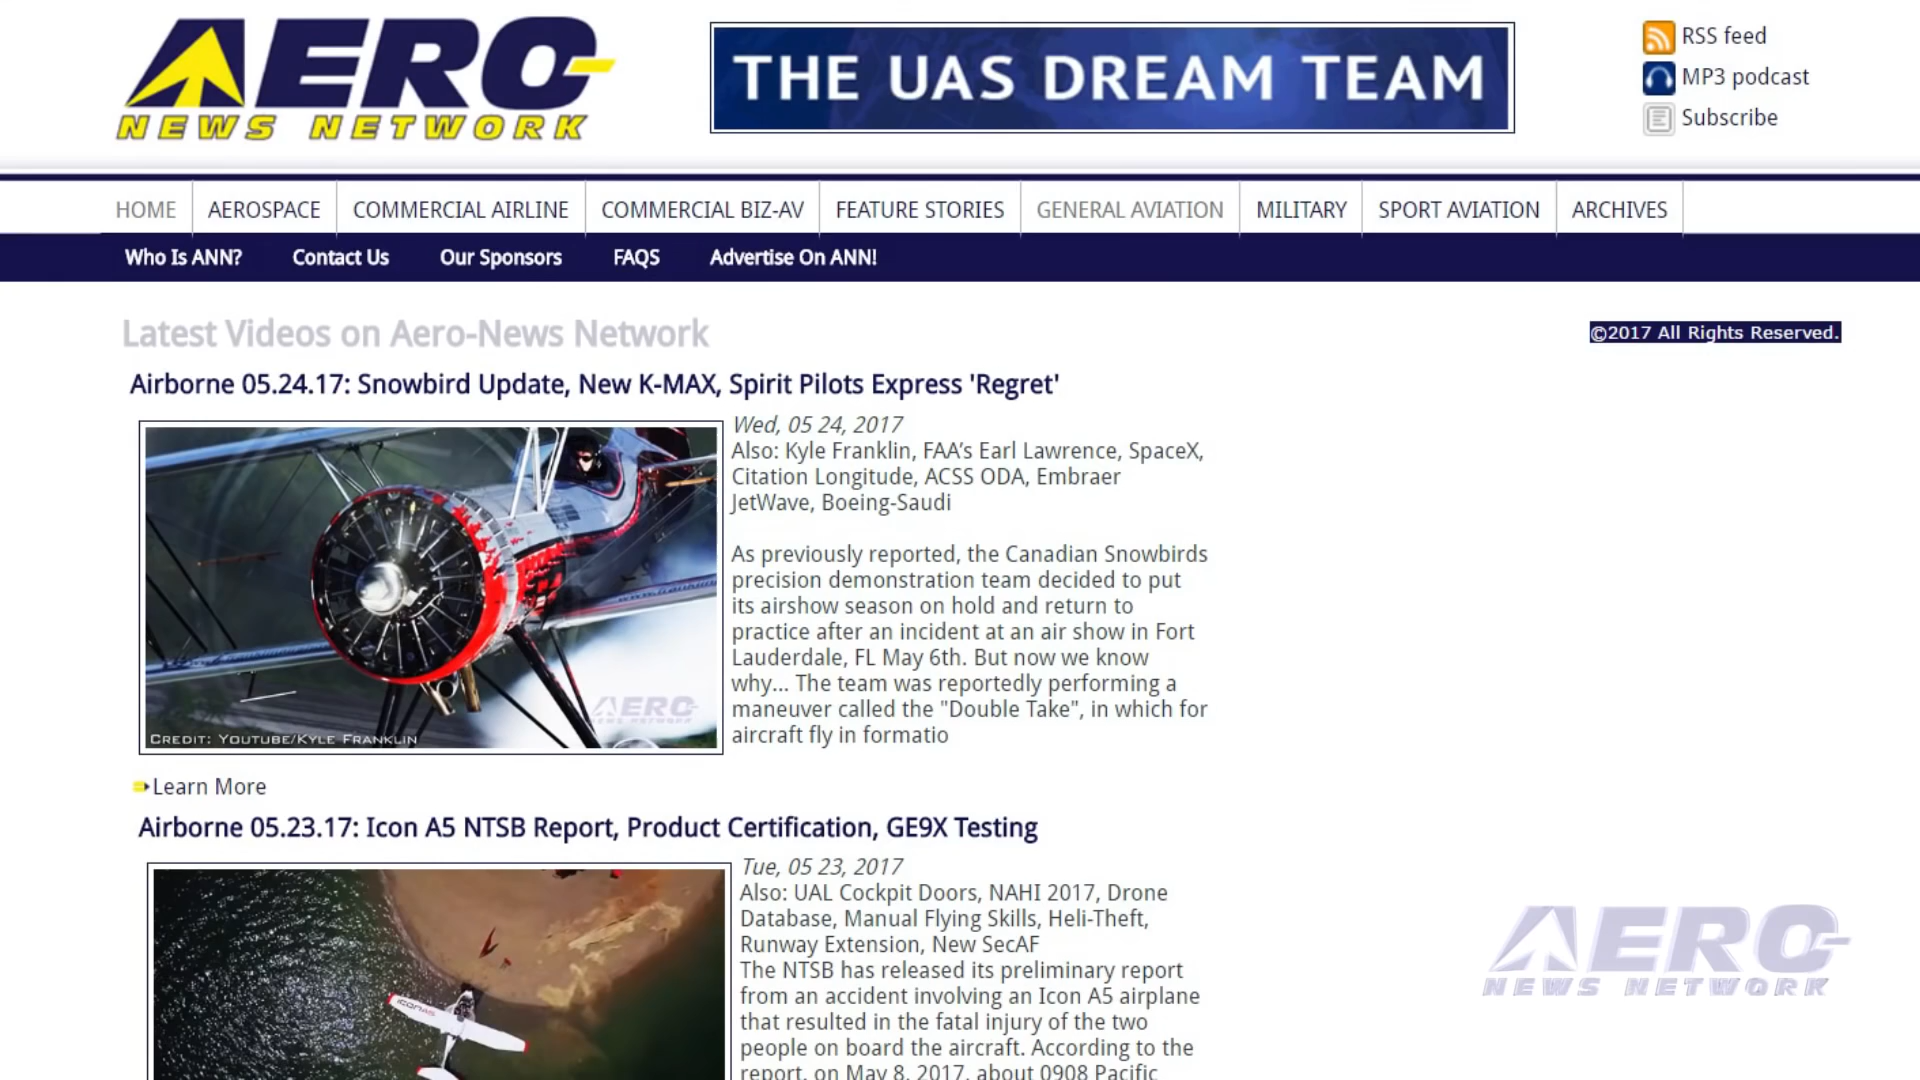 AERO-
NEWS NETWORK
THE UAS DREAM TEAM
RSS feed
MP3 podcast
Subscribe
HOME AEROSPACE COMMERCIAL AIRLINE COMMERCIAL BIZ-AV FEATURE STORIES GENERAL AVIATION MILITARY SPORT AVIATION ARCHIVES
Who Is ANN? Contact Us Our Sponsors FAQS Advertise On ANN!
Latest Videos on Aero-News Network
©2017 All Rights Reserved.
Airborne 05.24.17: Snowbird Update, New K-MAX, Spirit Pilots Express 'Regret'
Wed, 05 24, 2017
Also: Kyle Franklin, FAA’s Earl Lawrence, SpaceX,
Citation Longitude, ACSS ODA, Embraer
JetWave, Boeing-Saudi
As previously reported, the Canadian Snowbirds
precision demonstration team decided to put
its airshow season on hold and return to
practice after an incident at an air show in Fort
Lauderdale, FL May 6th. But now we know
why... The team was reportedly performing a
maneuver called the "Double Take", in which for
aircraft fly in formatio
AERO-
NEWS NETWORK
CREDIT: YOUTUBE/KYLE FRANKLIN
Learn More
Airborne 05.23.17: Icon A5 NTSB Report, Product Certification, GE9X Testing
Tue, 05 23, 2017
Also: UAL Cockpit Doors, NAHI 2017, Drone
Database, Manual Flying Skills, Heli-Theft,
Runway Extension, New SecAF
The NTSB has released its preliminary report
from an accident involving an Icon A5 airplane
that resulted in the fatal injury of the two
people on board the aircraft. According to the
report, on May 8, 2017, about 0908 Pacific
ICON A5
AERO-
NEWS NETWORK